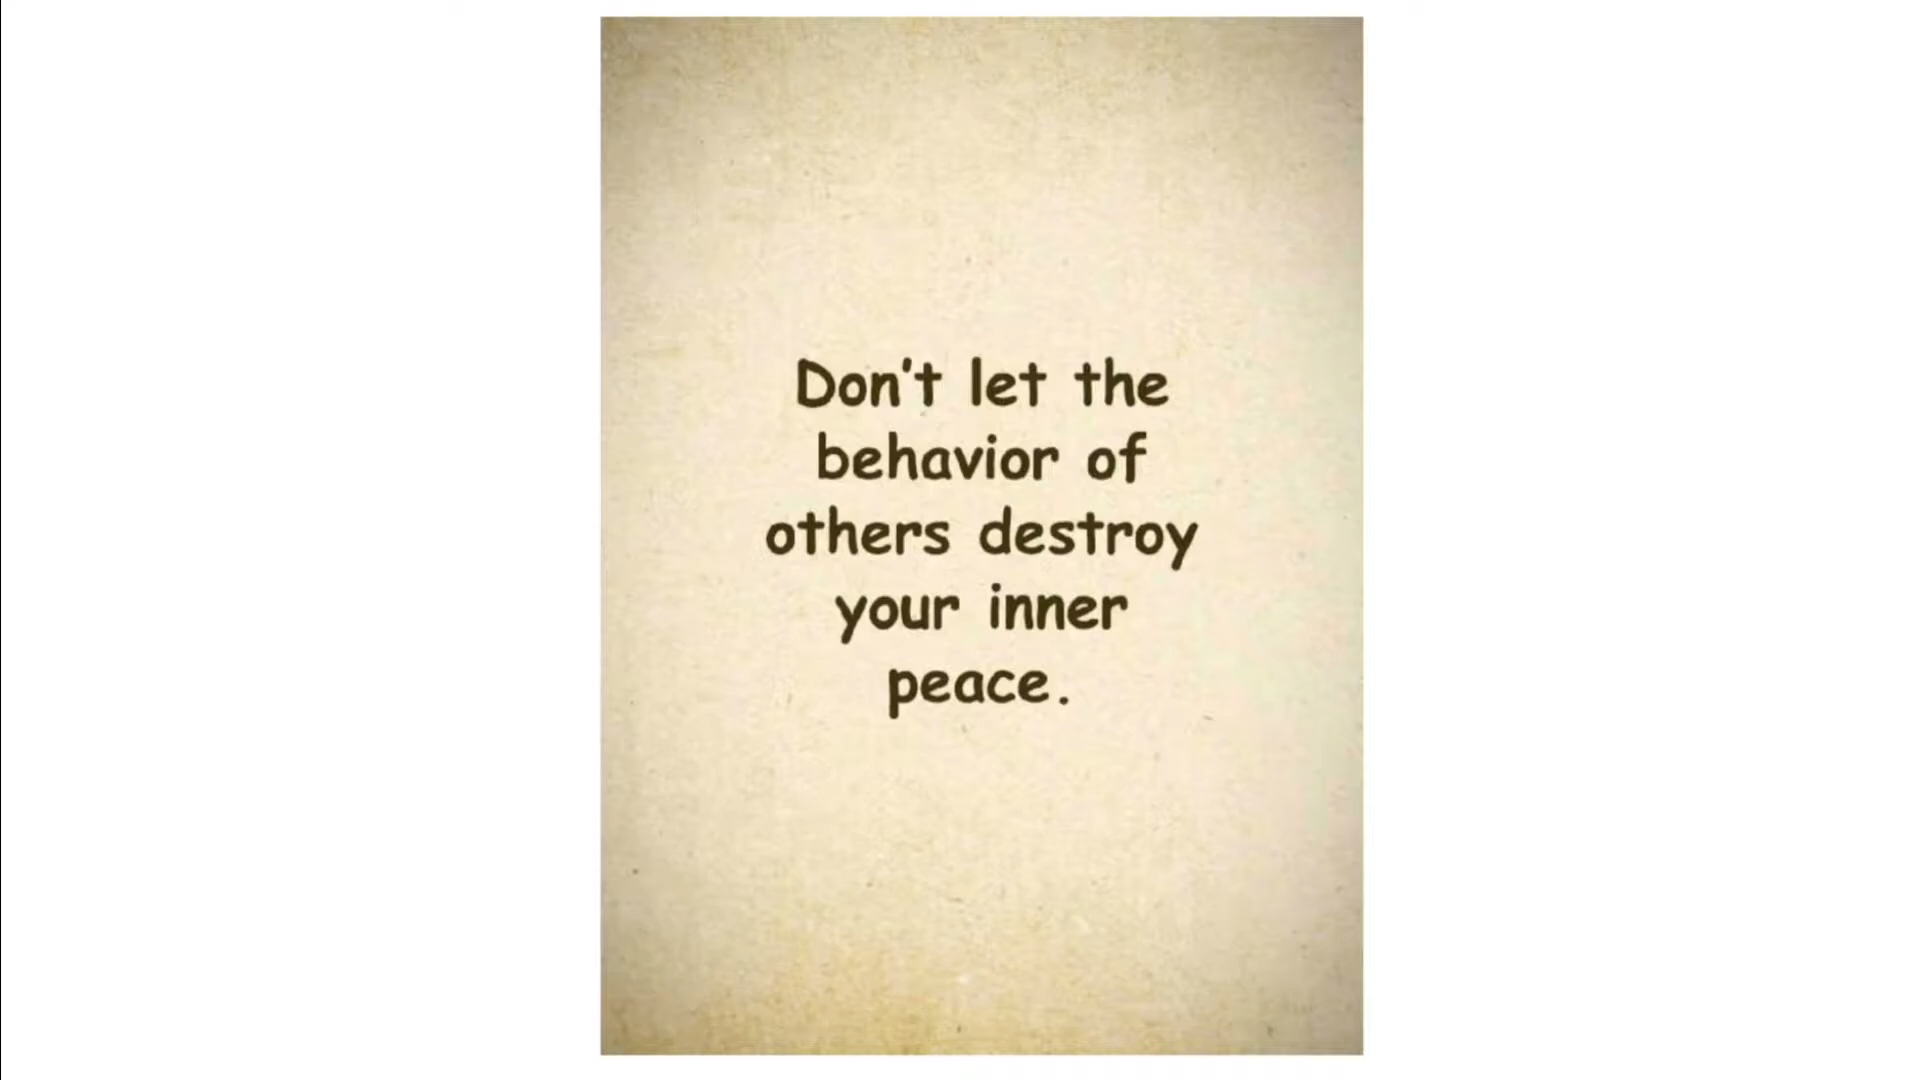 Don't let the
behavior of
others destroy
your inner
peace.